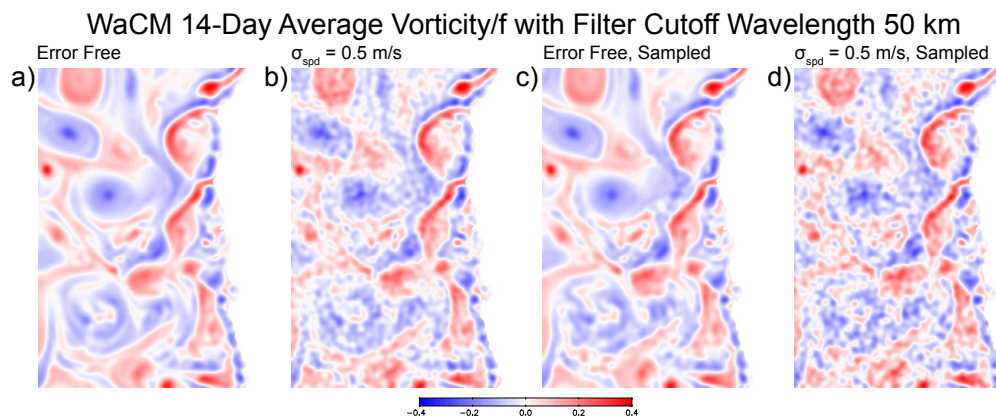 WaCM 14-Day Average Vorticity/f with Filter Cutoff Wavelength 50 km
Error Free
σspd = 0.5 m/s
Error Free, Sampled
σspd = 0.5 m/s, Sampled
a)
b)
c)
d)
−0.4 −0.2 0.0 0.2 0.4